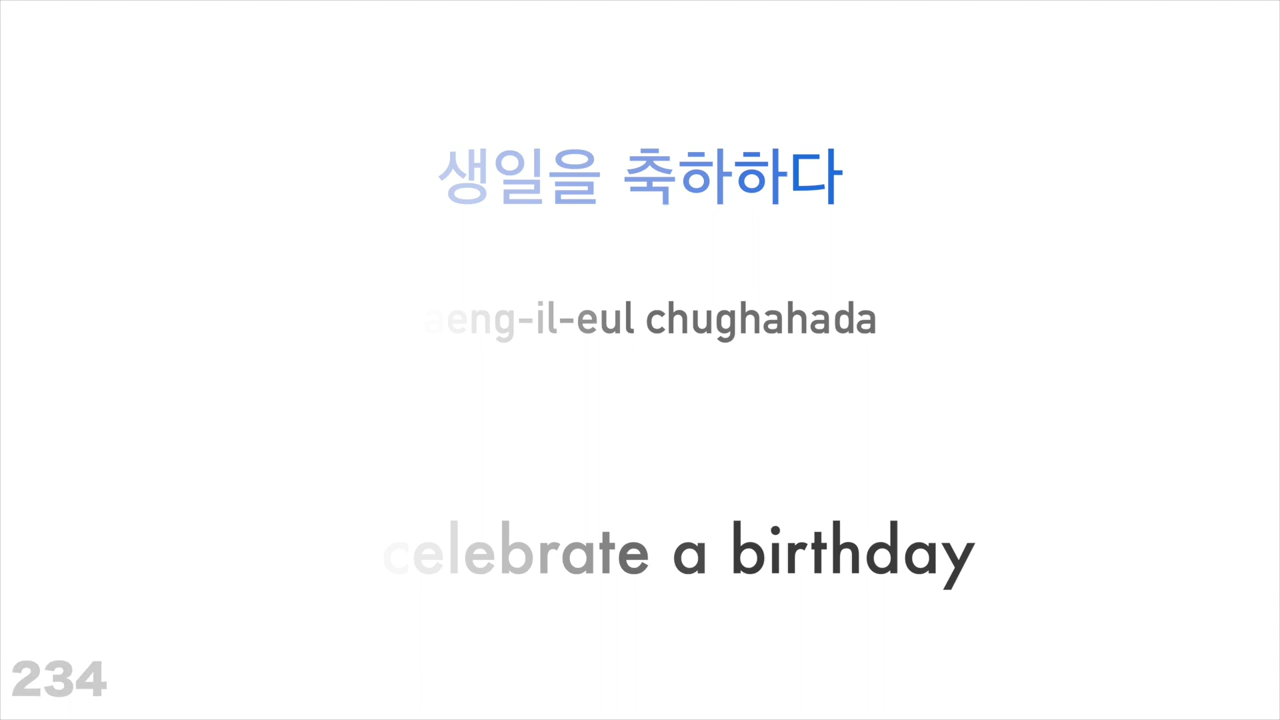 생일을 축하하다
aeng-il-eul chughahada
celebrate a birthday
234